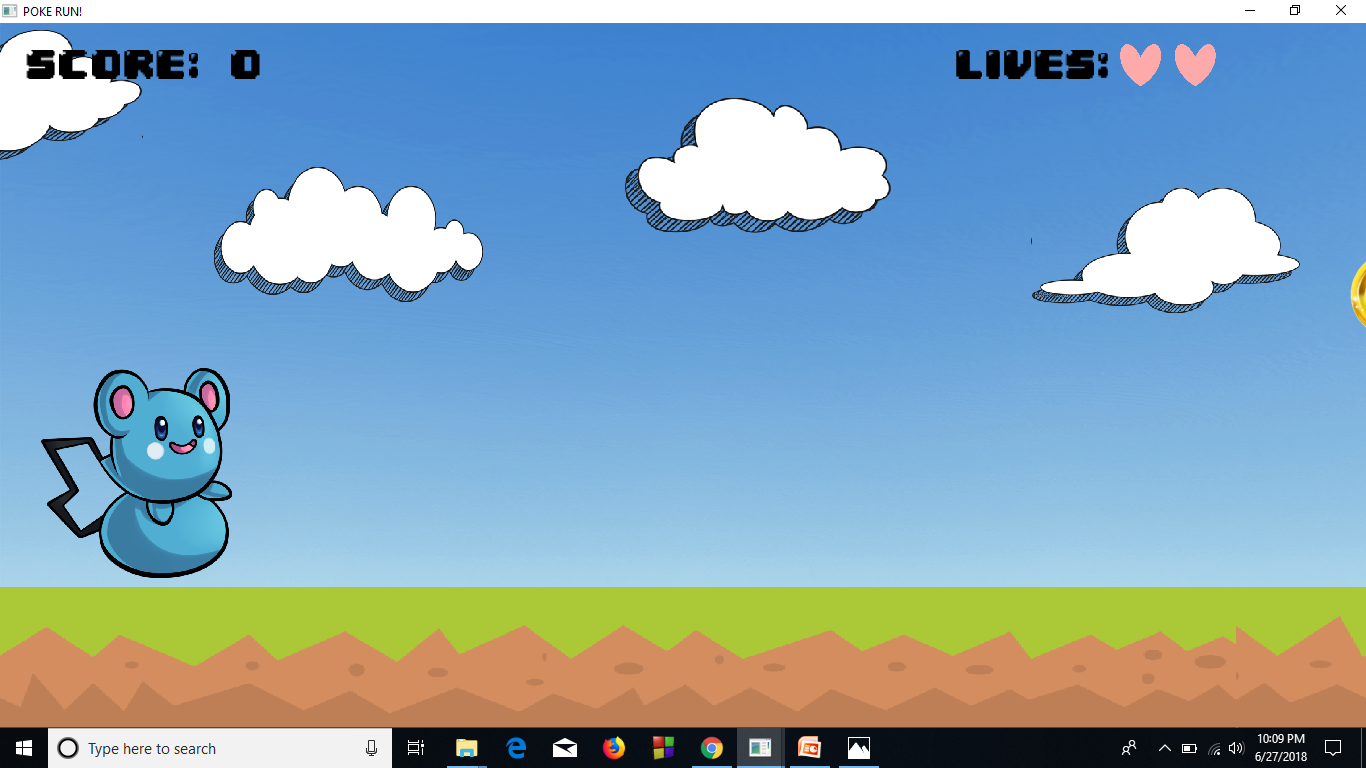 POKE RUN!
SCORE: 0
LIVES:
Type here to search
10:09 PM
6/27/2018